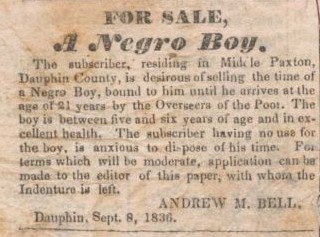 FOR SALE,
A Negro Boy.
The subscriber, residing in Middle Paxton,
Dauphin County, is desirous of selling the time of
a Negro Boy, bound to him until he arrives at the
age of 21 years by the Overseers of the Poor. The
boy is between five and six years of age and in ex-
cellent health. The subscriber having no use for
the boy, is anxious to dispose of his time. For
terms which will be moderate, application can be
made to the editor of this paper, with whom the
Indenture is left.
ANDREW M. BELL.
Dauphin, Sept. 8, 1836.